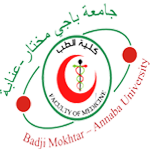 جامعة باجي مختار-عنابة
كلية الطب
FACULTY OF MEDICINE
Badji Mokhtar - Annaba University